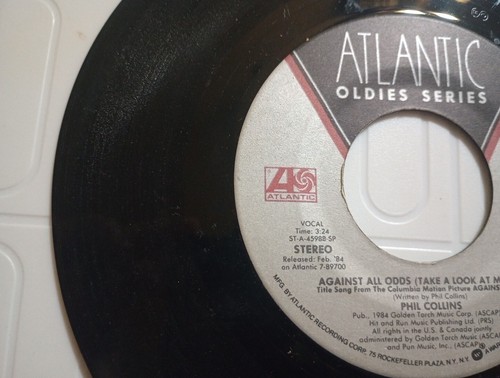 ATLANTIC
OLDIES SERIES
ATLANTIC
VOCAL
Time: 3:24
ST-A-45988-SP
STEREO
Released: Feb. '84
on Atlantic 7-89700
AGAINST ALL ODDS (TAKE A LOOK AT M
Title Song From The Columbia Motion Picture AGAINS
(Written by Phil Collins)
PHIL COLLINS
Pub., 1984 Golden Torch Music Corp. (ASCAP
Hit and Run Music Publishing Ltd. (PRS)
All rights in the U.S. & Canada jointly
administered by Golden Torch Music (ASCAP
and Pun Music, Inc. (ASCAP
MFG. BY ATLANTIC RECORDING CORP. 75 ROCKEFELLER PLAZA, N.Y. N.Y.